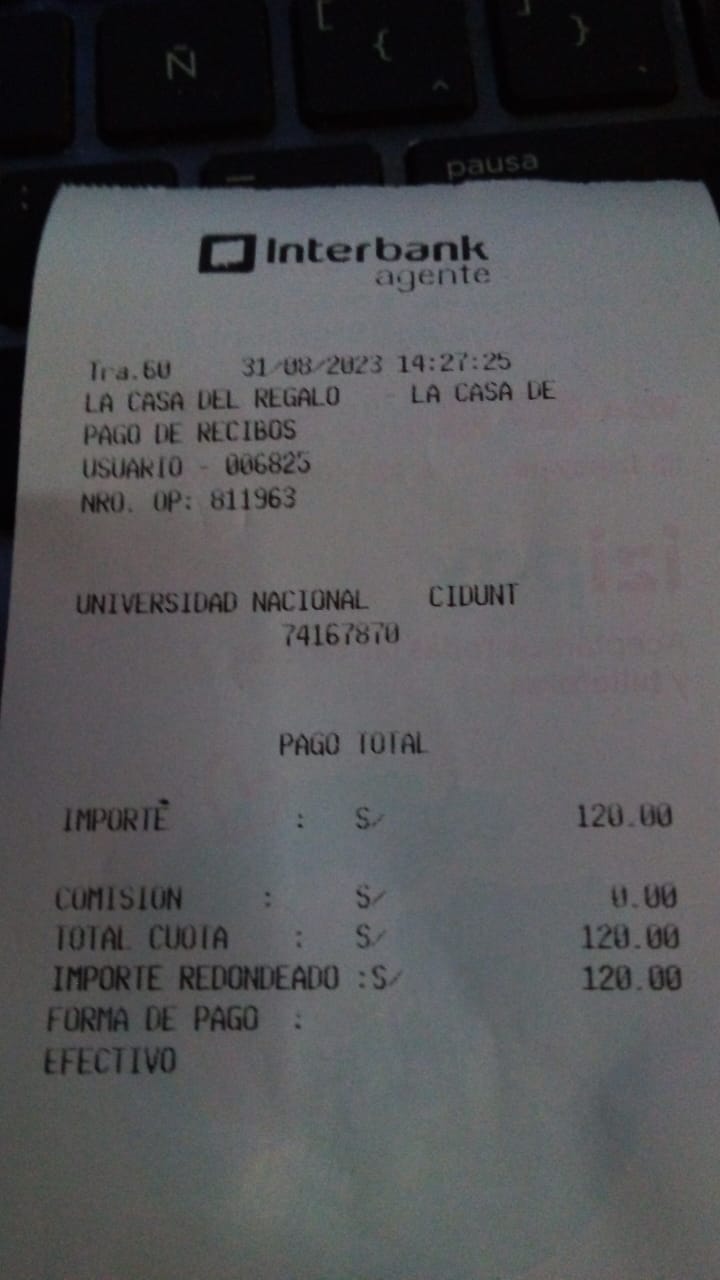 Ñ
[ { ^
] }
pausa
:
Interbank
agente
Tra.60 31/08/2023 14:27:25
LA CASA DEL REGALO - LA CASA DE
PAGO DE RECIBOS
USUARIO - 006825
NRO. OP: 811963
UNIVERSIDAD NACIONAL CIDUNT
74167870
PAGO TOTAL
IMPORTE : S/ 120.00
COMISION : S/ 0.00
TOTAL CUOTA : S/ 120.00
IMPORTE REDONDEADO :S/ 120.00
FORMA DE PAGO :
EFECTIVO